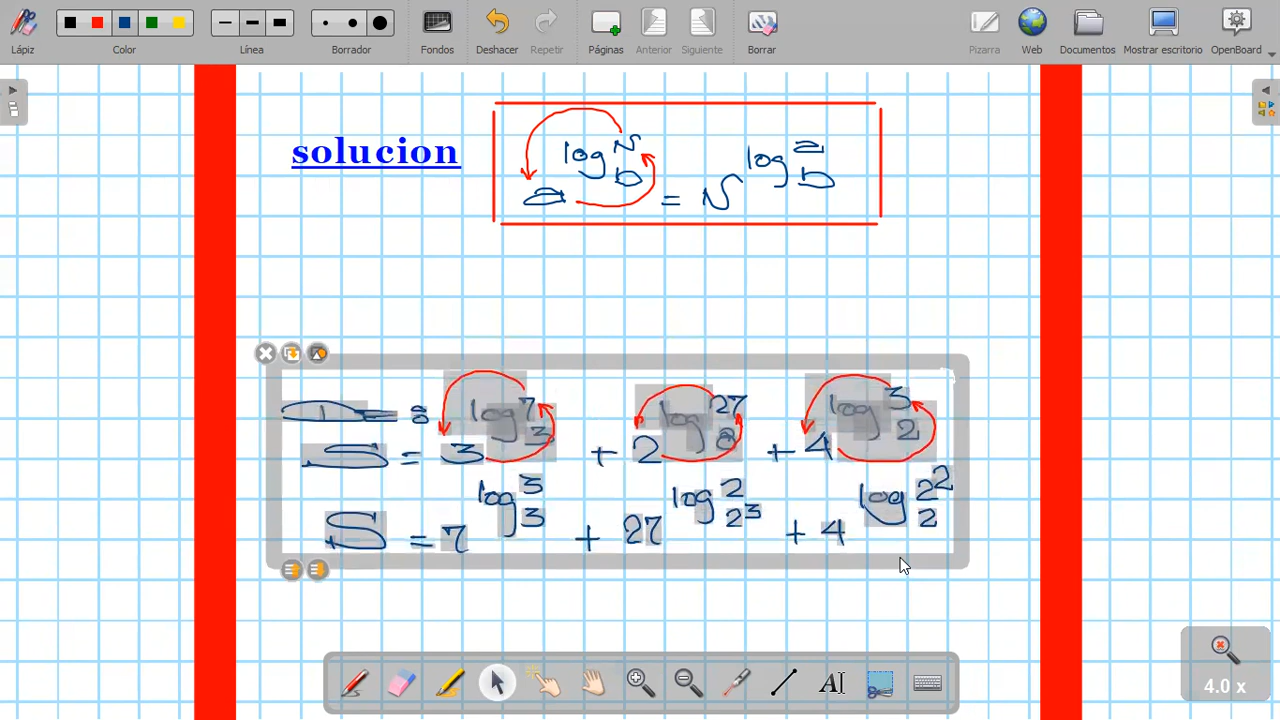 Lápiz Color Línea Borrador Fondos Deshacer Repetir Páginas Anterior Siguiente Borrar Pizarra Web Documentos Mostrar escritorio OpenBoard
solucion
a^log_b N = N^log_b a
S = 3^log_3 7 + 2^log_8 27 + 4^log_2 3
S = 7^log_3 3 + 27^log_2^3 2 + 4^log_2 2^2
4.0 x